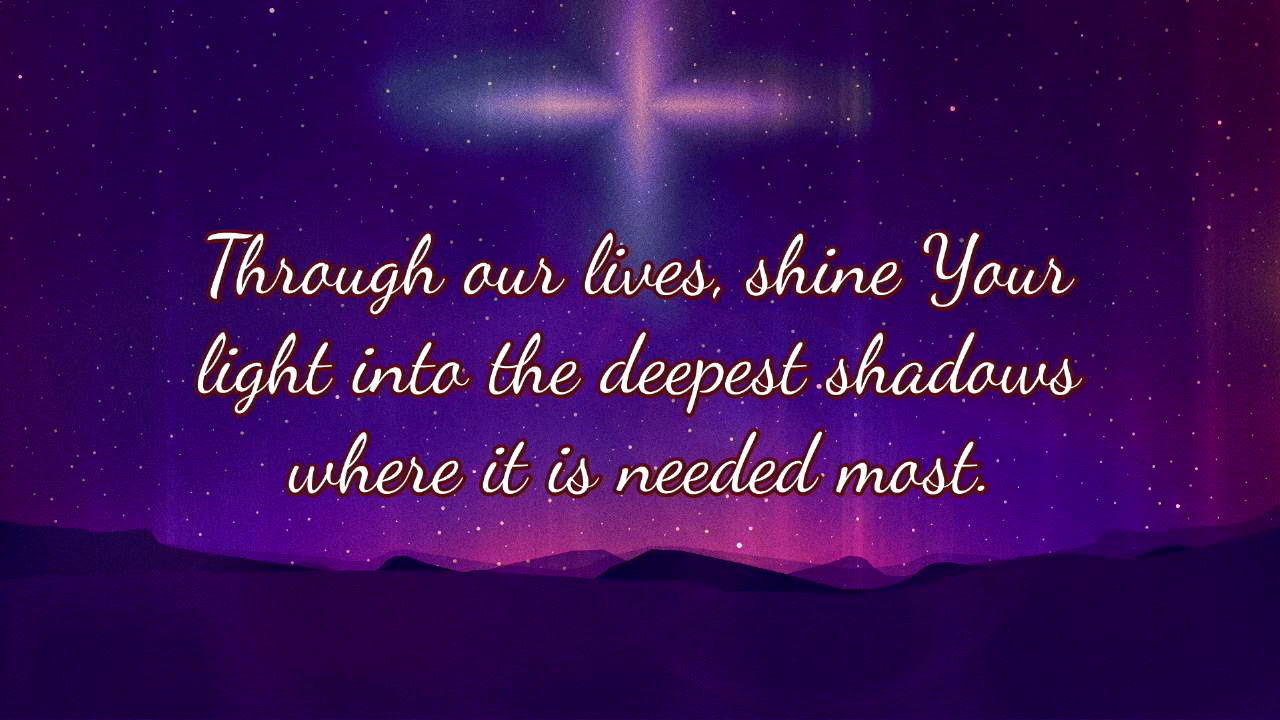 Through our lives, shine Your
light into the deepest shadows
where it is needed most.